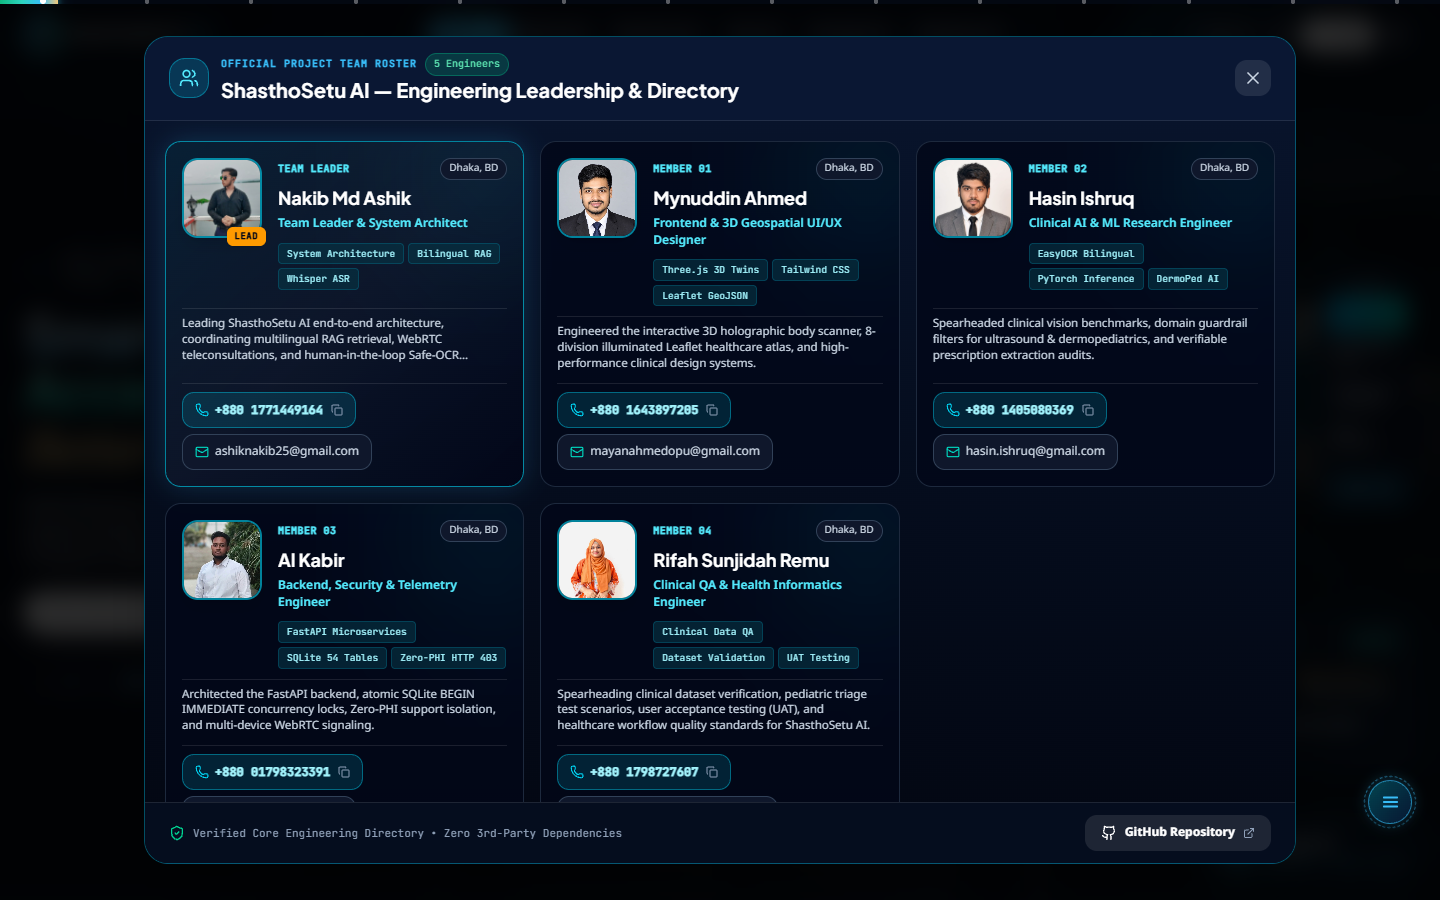 OFFICIAL PROJECT TEAM ROSTER
5 Engineers
ShasthoSetu AI — Engineering Leadership & Directory
TEAM LEADER
Dhaka, BD
Nakib Md Ashik
Team Leader & System Architect
System Architecture
Bilingual RAG
Whisper ASR
LEAD
Leading ShasthoSetu AI end-to-end architecture,
coordinating multilingual RAG retrieval, WebRTC
teleconsultations, and human-in-the-loop Safe-OCR...
+880 1771449164
ashiknakib25@gmail.com
MEMBER 01
Dhaka, BD
Mynuddin Ahmed
Frontend & 3D Geospatial UI/UX
Designer
Three.js 3D Twins
Tailwind CSS
Leaflet GeoJSON
Engineered the interactive 3D holographic body scanner, 8-
division illuminated Leaflet healthcare atlas, and high-
performance clinical design systems.
+880 1643897205
mayanahmedopu@gmail.com
MEMBER 02
Dhaka, BD
Hasin Ishruq
Clinical AI & ML Research Engineer
EasyOCR Bilingual
PyTorch Inference
DermoPed AI
Spearheaded clinical vision benchmarks, domain guardrail
filters for ultrasound & dermopediatrics, and verifiable
prescription extraction audits.
+880 1405080369
hasin.ishruq@gmail.com
MEMBER 03
Dhaka, BD
Al Kabir
Backend, Security & Telemetry
Engineer
FastAPI Microservices
SQLite 54 Tables
Zero-PHI HTTP 403
Architected the FastAPI backend, atomic SQLite BEGIN
IMMEDIATE concurrency locks, Zero-PHI support isolation,
and multi-device WebRTC signaling.
+880 01798323391
MEMBER 04
Dhaka, BD
Rifah Sunjidah Remu
Clinical QA & Health Informatics
Engineer
Clinical Data QA
Dataset Validation
UAT Testing
Spearheading clinical dataset verification, pediatric triage
test scenarios, user acceptance testing (UAT), and
healthcare workflow quality standards for ShasthoSetu AI.
+880 1798727607
Verified Core Engineering Directory • Zero 3rd-Party Dependencies
GitHub Repository